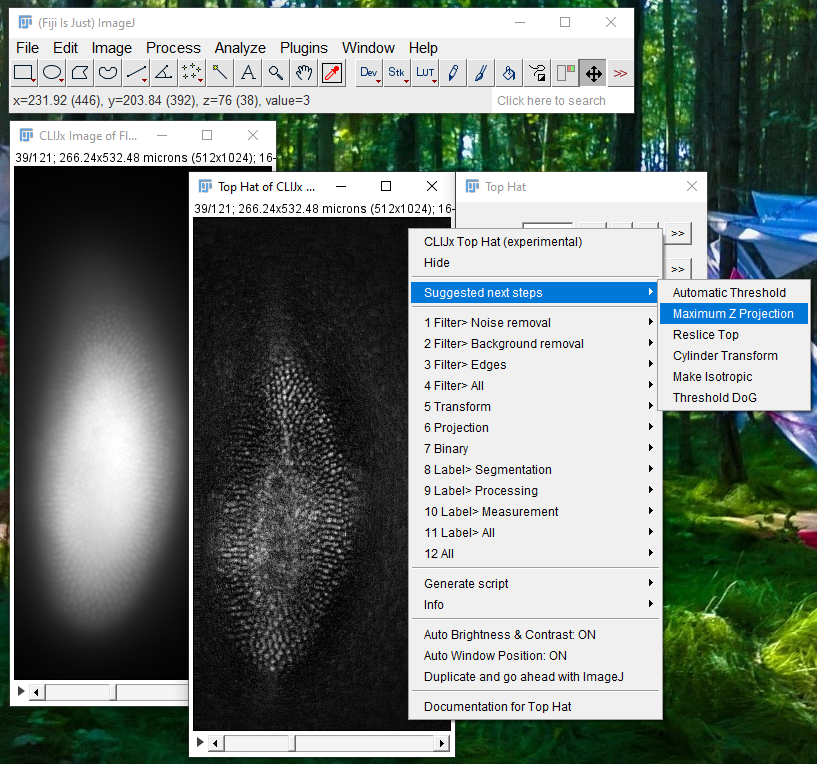 (Fiji Is Just) ImageJ
File Edit Image Process Analyze Plugins Window Help
A Dev Stk LUT >>
x=231.92 (446), y=203.84 (392), z=76 (38), value=3
Click here to search
CLIJx Image of Fl...
39/121; 266.24x532.48 microns (512x1024); 16-
Top Hat of CLIJx ...
39/121; 266.24x532.48 microns (512x1024); 16-
Top Hat
>>
>>
CLIJx Top Hat (experimental)
Hide
Suggested next steps
1 Filter> Noise removal
2 Filter> Background removal
3 Filter> Edges
4 Filter> All
5 Transform
6 Projection
7 Binary
8 Label> Segmentation
9 Label> Processing
10 Label> Measurement
11 Label> All
12 All
Generate script
Info
Auto Brightness & Contrast: ON
Auto Window Position: ON
Duplicate and go ahead with ImageJ
Documentation for Top Hat
Automatic Threshold
Maximum Z Projection
Reslice Top
Cylinder Transform
Make Isotropic
Threshold DoG